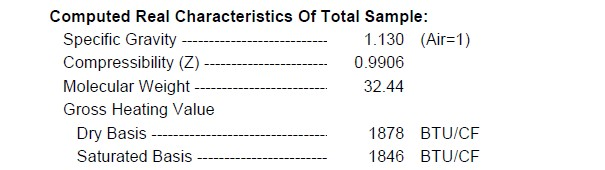 Computed Real Characteristics Of Total Sample:
Specific Gravity ---------------------------- 1.130 (Air=1)
Compressibility (Z) ----------------------- 0.9906
Molecular Weight ------------------------- 32.44
Gross Heating Value
Dry Basis ---------------------------------- 1878 BTU/CF
Saturated Basis ------------------------- 1846 BTU/CF